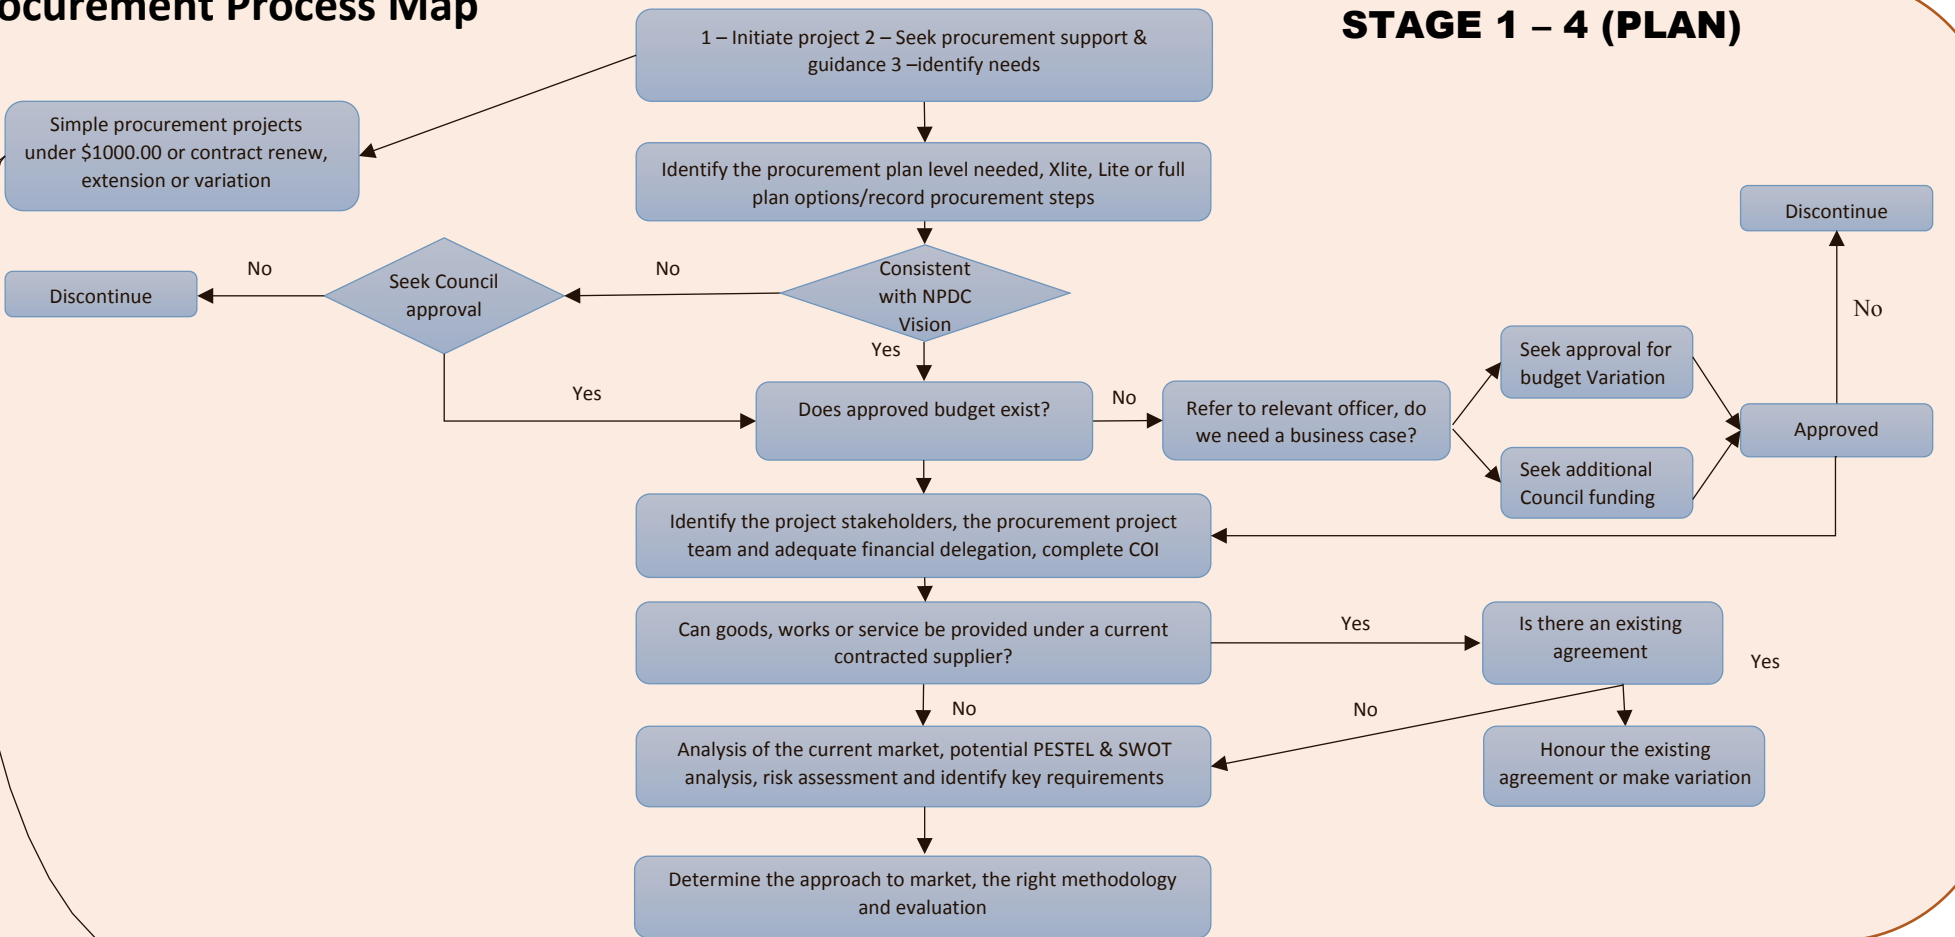 ocurement Process Map
STAGE 1 – 4 (PLAN)
1 – Initiate project 2 – Seek procurement support &
guidance 3 –identify needs
Simple procurement projects
under $1000.00 or contract renew,
extension or variation
Identify the procurement plan level needed, Xlite, Lite or full
plan options/record procurement steps
Discontinue
No
Consistent
with NPDC
Vision
No
Seek Council
approval
No
Discontinue
Yes
Yes
Does approved budget exist?
No
Refer to relevant officer, do
we need a business case?
Seek approval for
budget Variation
Seek additional
Council funding
Approved
Identify the project stakeholders, the procurement project
team and adequate financial delegation, complete COI
Can goods, works or service be provided under a current
contracted supplier?
Yes
Is there an existing
agreement
Yes
No
No
Analysis of the current market, potential PESTEL & SWOT
analysis, risk assessment and identify key requirements
Honour the existing
agreement or make variation
Determine the approach to market, the right methodology
and evaluation